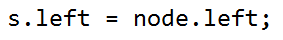 s.left = node.left;